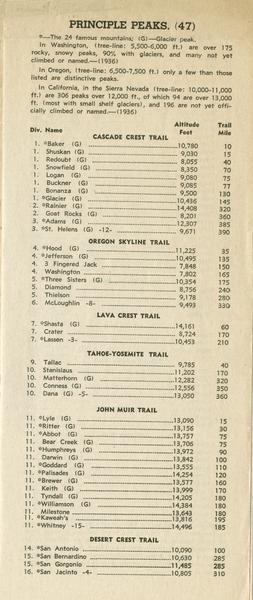 PRINCIPLE PEAKS. (47)
*—The 24 famous mountains; (G)—Glacier peak.
In Washington, (tree-line: 5,500-6,000 ft.) are over 175
rocky, snowy peaks, 90% with glaciers, and many not yet
climbed or named.—(1936)
In Oregon, (tree-line: 6,500-7,500 ft.) only a few than those
listed are distinctive peaks.
In California, in the Sierra Nevada (tree-line: 10,000-11,000
ft.) are 306 peaks over 12,000 ft., of which 94 are over 13,000
ft. (most with small shelf glaciers), and 196 are not yet offi-
cially climbed or named.—(1936)
Div. Name Altitude Feet Trail Mile
CASCADE CREST TRAIL
1. *Baker (G) 10,780 10
1. Shuskan (G) 9,030 15
1. Redoubt (G) 8,055 40
1. Snowfield (G) 8,350 70
1. Logan (G) 9,080 75
1. Buckner (G) 9,085 77
1. Bonanza (G) 9,500 130
1. *Glacier (G) 10,436 145
2. *Rainier (G) 14,408 320
2. Goat Rocks (G) 8,201 360
3. *Adams (G) 12,307 385
3. *St. Helens (G) -12- 9,671 390
OREGON SKYLINE TRAIL
4. *Hood (G) 11,225 35
4. *Jefferson (G) 10,495 135
4. 3 Fingered Jack 7,848 150
4. Washington 7,802 165
5. *Three Sisters (G) 10,354 175
5. Diamond 8,756 240
5. Thielson 9,178 280
6. McLoughlin -8- 9,493 330
LAVA CREST TRAIL
7. *Shasta (G) 14,161 60
7. Crater 8,724 170
7. *Lassen -3- 10,453 210
TAHOE-YOSEMITE TRAIL
9. Tallac 9,785 40
10. Stanislaus 11,202 170
10. Matterhorn (G) 12,282 320
10. Conness (G) 12,556 350
10. Dana (G) -5- 13,050 360
JOHN MUIR TRAIL
11. *Lyle (G) 13,090 15
11. *Ritter (G) 13,156 30
11. *Abbot (G) 13,757 75
11. Bear Creek (G) 13,706 75
11. *Humphreys (G) 13,972 90
11. Darwin (G) 13,842 100
11. *Goddard (G) 13,555 110
11. *Palisades (G) 14,254 120
11. *Brewer (G) 13,577 160
11. Keith (G) 13,999 170
11. Tyndall (G) 14,205 180
11. *Williamson (G) 14,384 180
11. Milestone 13,643 180
11. *Kaweah's 13,816 195
11. *Whitney -15- 14,496 185
DESERT CREST TRAIL
14. *San Antonio 10,090 100
15. *San Bernardino 10,630 285
15. *San Gorgonio 11,485 285
16. *San Jacinto -4- 10,805 310